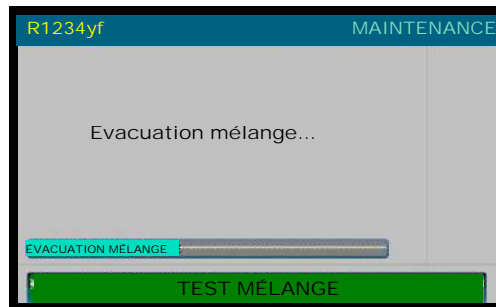 R1234yf MAINTENANCE
Evacuation mélange...
ÉVACUATION MÉLANGE
TEST MÉLANGE